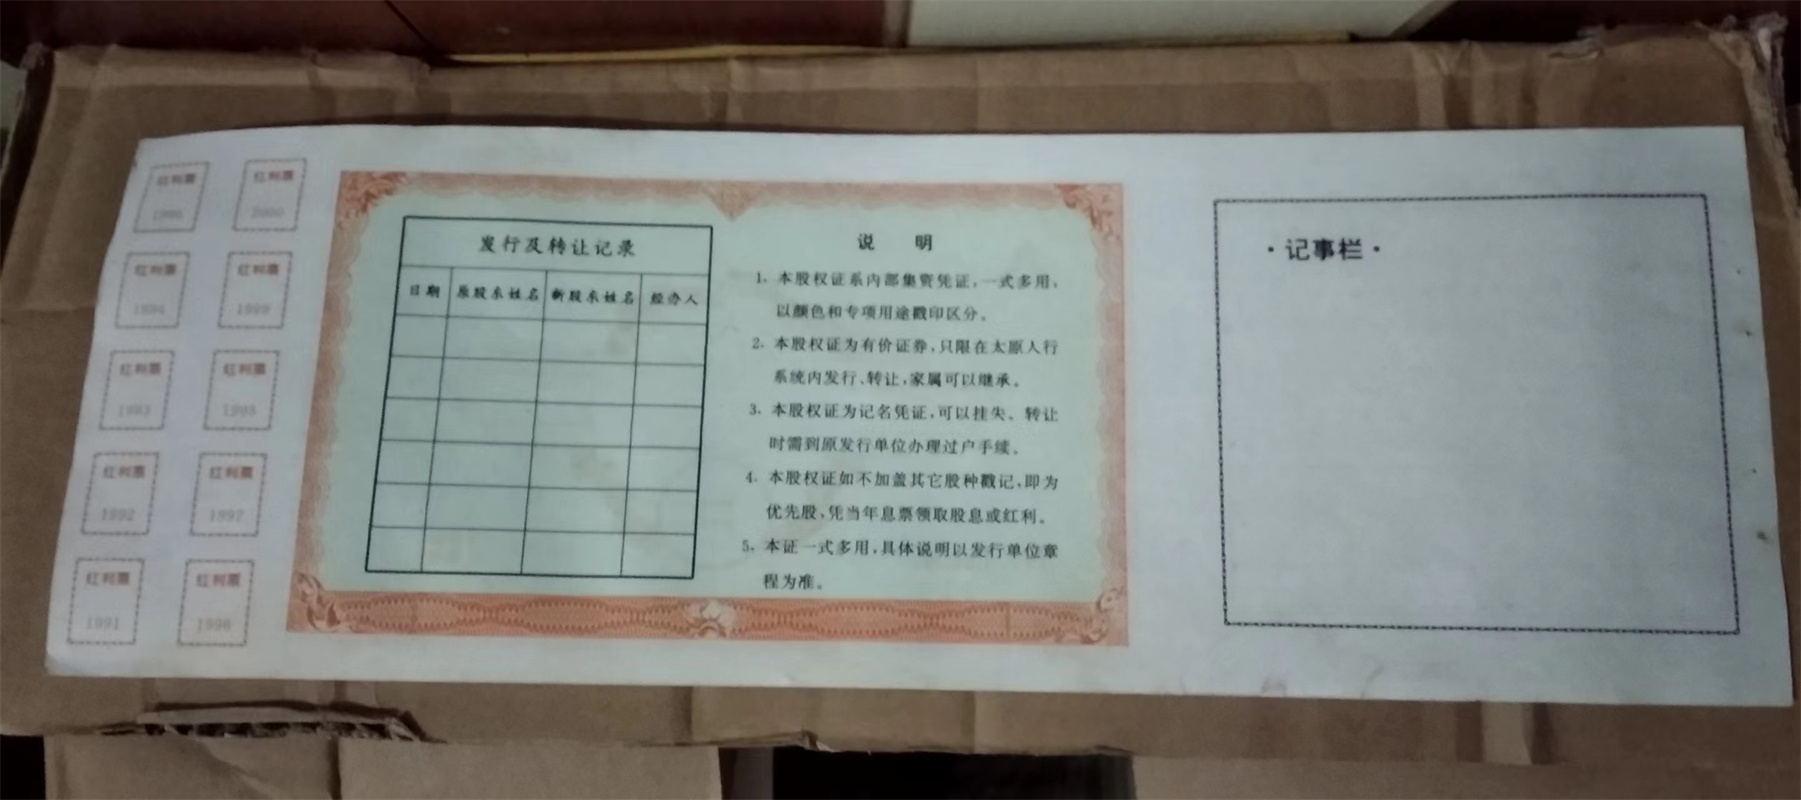 红利票
1995
红利票
2000
红利票
1994
红利票
1999
红利票
1993
红利票
1998
红利票
1992
红利票
1997
红利票
1991
红利票
1996
发行及转让记录
日期 原股东姓名 新股东姓名 经办人
说 明
1. 本股权证系内部集资凭证，一式多用，
以颜色和专项用途戳印区分。
2. 本股权证为有价证券，只限在太原人行
系统内发行、转让，家属可以继承。
3. 本股权证为记名凭证，可以挂失、转让
时需到原发行单位办理过户手续。
4. 本股权证如不加盖其它股种戳记，即为
优先股，凭当年息票领取股息或红利。
5. 本证一式多用，具体说明以发行单位章
程为准。
·记事栏·